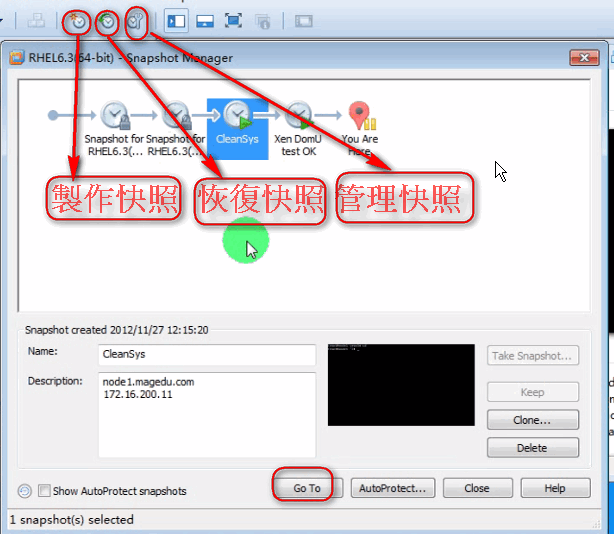 RHEL6.3(64-bit) - Snapshot Manager
Snapshot for RHEL6.3(...
Snapshot for RHEL6.3(...
CleanSys
Xen DomU test OK
You Are Here
製作快照
恢復快照
管理快照
Snapshot created 2012/11/27 12:15:20
Name:
CleanSys
Take Snapshot...
Description:
node1.magedu.com
172.16.200.11
Keep
Clone...
Delete
Show AutoProtect snapshots
Go To
AutoProtect...
Close
Help
1 snapshot(s) selected